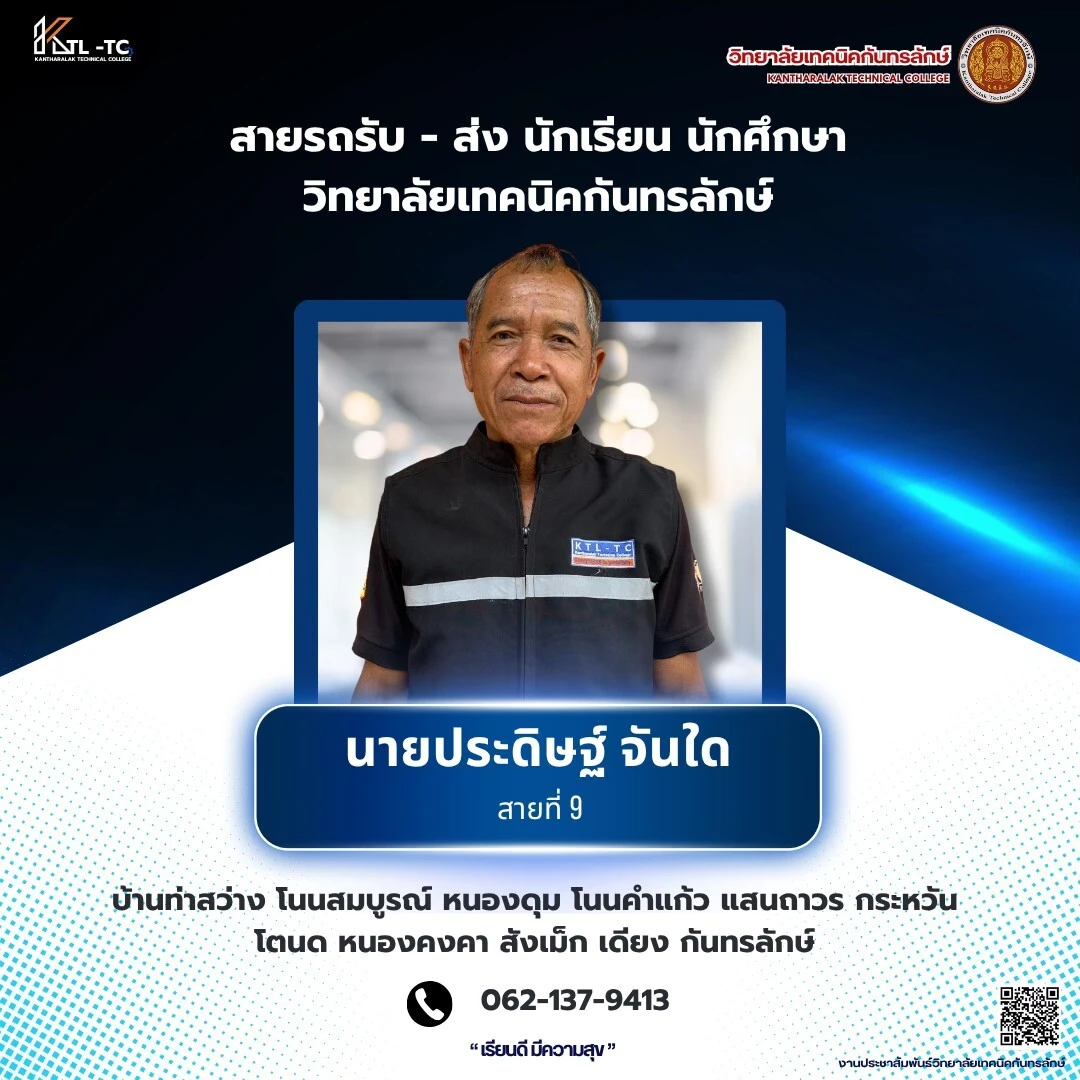 KTL -TC
KANTHARALAK TECHNICAL COLLEGE
วิทยาลัยเทคนิคกันทรลักษ์
KANTHARALAK TECHNICAL COLLEGE
สายรถรับ - ส่ง นักเรียน นักศึกษา
วิทยาลัยเทคนิคกันทรลักษ์
KTL-TC
นายประดิษฐ์ จันใด
สายที่ 9
บ้านท่าสว่าง โนนสมบูรณ์ หนองดุม โนนคำแก้ว แสนถาวร กระหวัน
โตนด หนองคงคา สังเม็ก เดียง กันทรลักษ์
062-137-9413
“เรียนดี มีความสุข”
งานประชาสัมพันธ์วิทยาลัยเทคนิคกันทรลักษ์